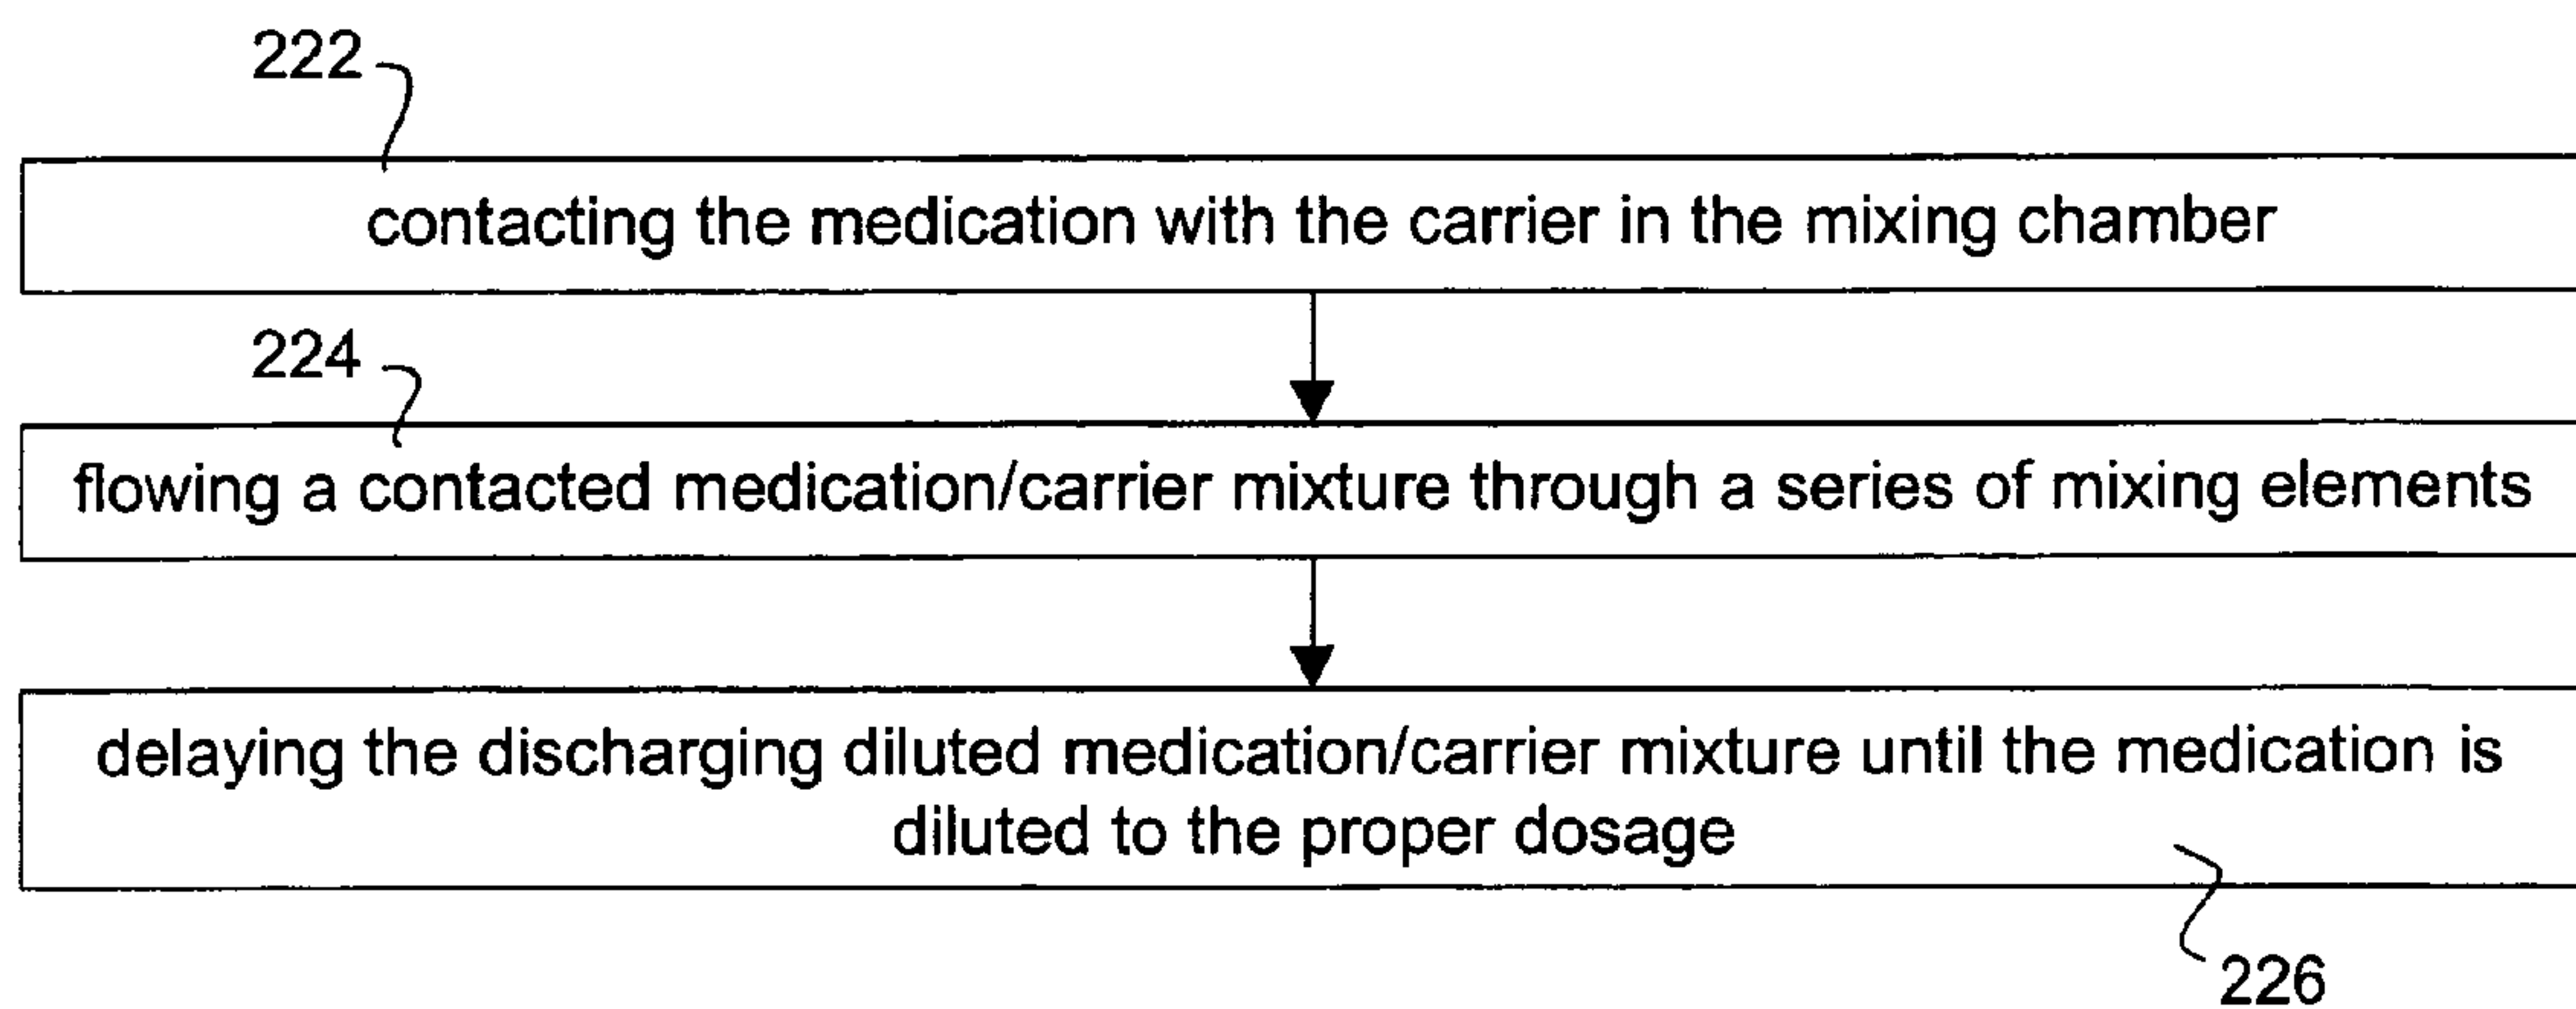 222
contacting the medication with the carrier in the mixing chamber
224
flowing a contacted medication/carrier mixture through a series of mixing elements
delaying the discharging diluted medication/carrier mixture until the medication is
diluted to the proper dosage
226